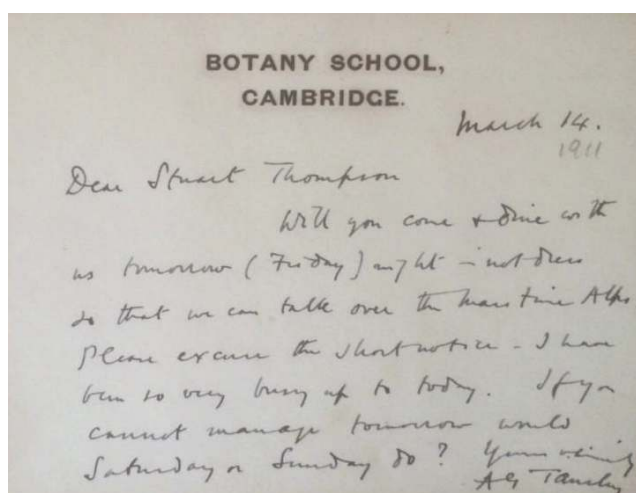 BOTANY SCHOOL,
CAMBRIDGE.
March 14.
1911
Dear Stuart Thompson
Will you come & dine with
us tomorrow (Friday) night – not dress
so that we can talk over the Maritime Alps
Please excuse the short notice – I have
been so very busy up to today. If you
cannot manage tomorrow would
Saturday or Sunday do? Yours
AG Tansley